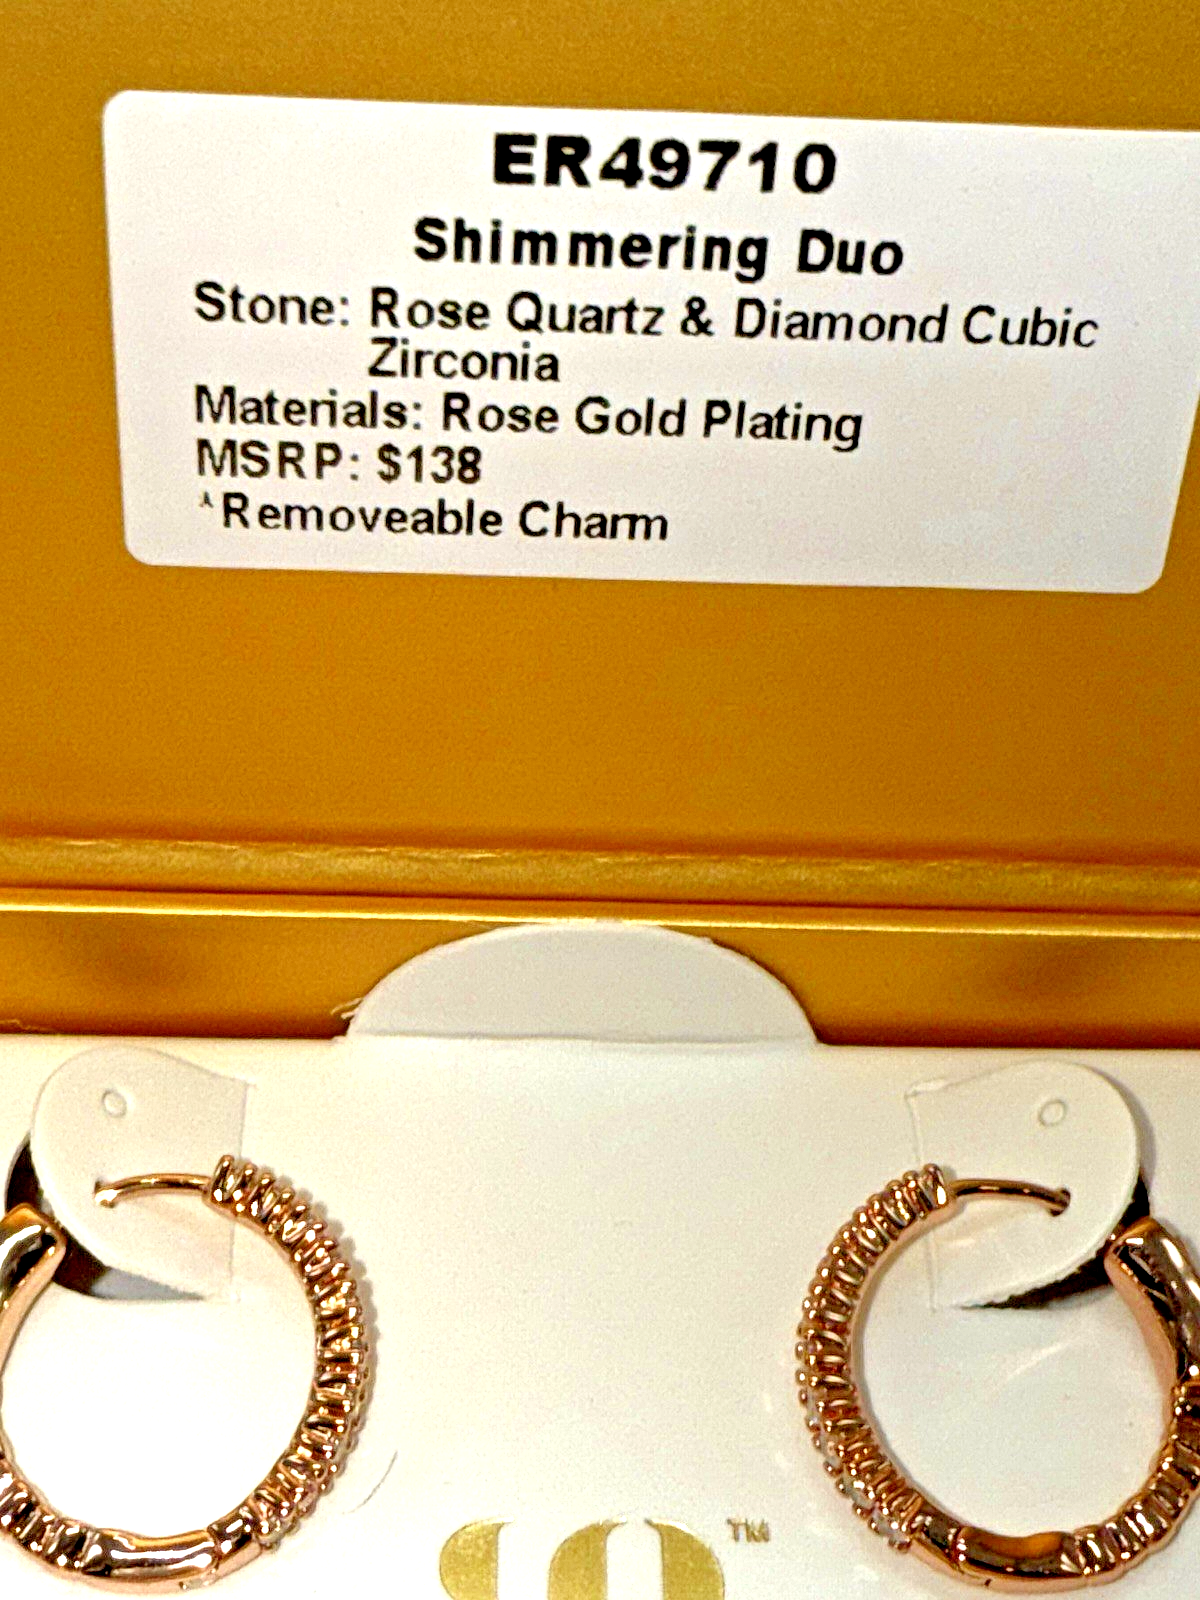 ER49710
Shimmering Duo
Stone: Rose Quartz & Diamond Cubic
Zirconia
Materials: Rose Gold Plating
MSRP: $138
*Removeable Charm
TM